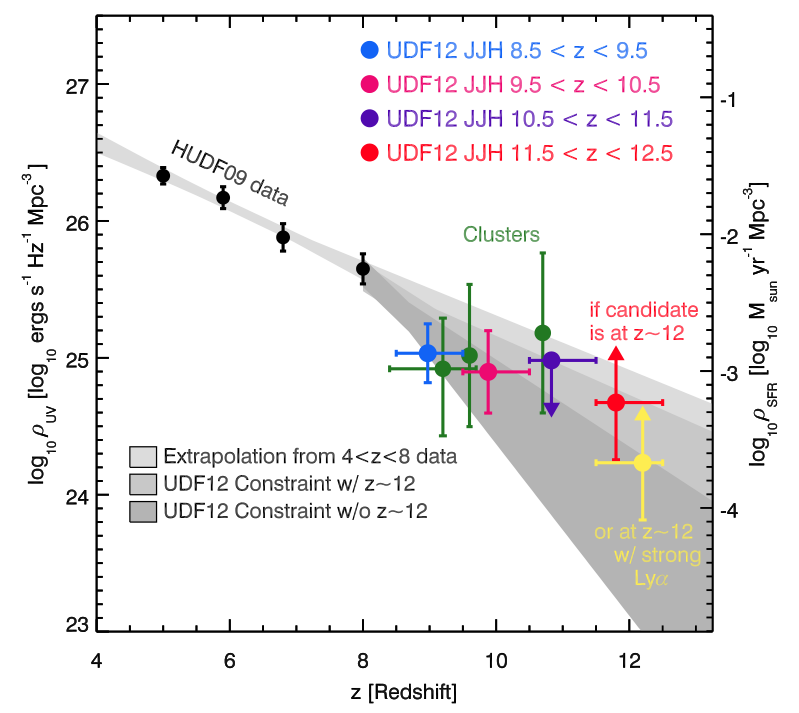 UDF12 JJH 8.5 < z < 9.5
UDF12 JJH 9.5 < z < 10.5
UDF12 JJH 10.5 < z < 11.5
UDF12 JJH 11.5 < z < 12.5
HUDF09 data
Clusters
if candidate
is at z~12
or at z~12
w/ strong
Lyα
Extrapolation from 4<z<8 data
UDF12 Constraint w/ z~12
UDF12 Constraint w/o z~12
27
26
25
24
23
log₁₀ ρ_UV [log₁₀ ergs s⁻¹ Hz⁻¹ Mpc⁻³]
-1
-2
-3
-4
log₁₀ ρ_SFR [log₁₀ M_sun yr⁻¹ Mpc⁻³]
4 6 8 10 12
z [Redshift]